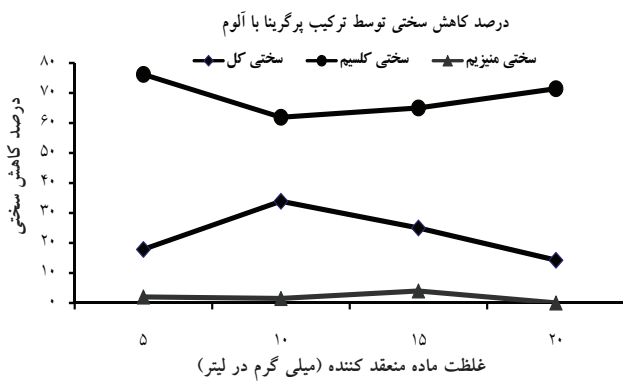 درصد کاهش سختی توسط ترکیب پرگرینا با آلوم
سختی کل سختی کلسیم سختی منیزیم
درصد کاهش سختی
۸۰
۷۰
۶۰
۵۰
۴۰
۳۰
۲۰
۱۰
۰
۵ ۱۰ ۱۵ ۲۰
غلظت ماده منعقد کننده (میلی گرم در لیتر)